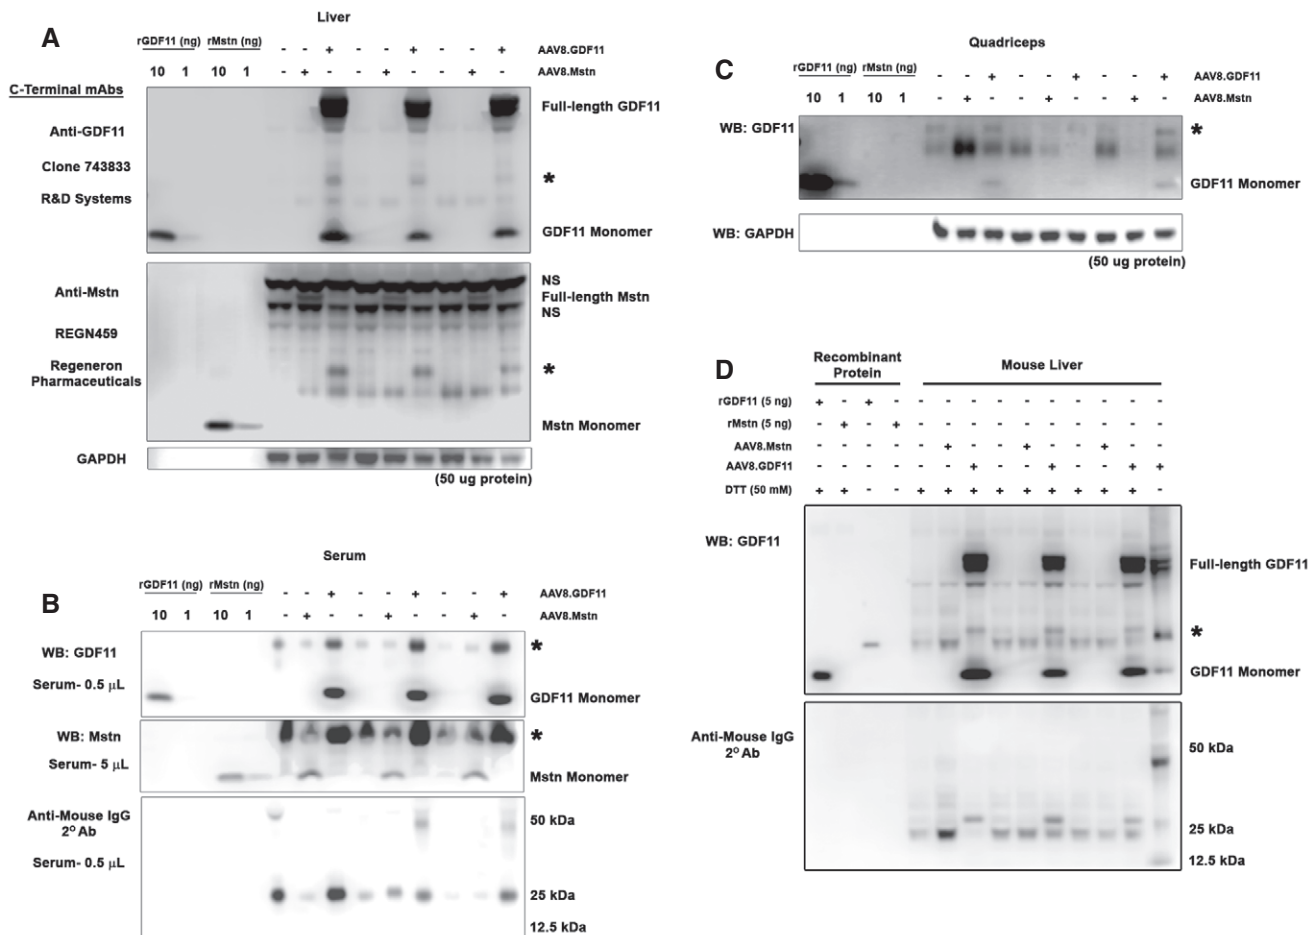 A
Liver
rGDF11 (ng) rMstn (ng) - - + - - + - - + AAV8.GDF11
10 1 10 1 - + - - + - - + - AAV8.Mstn
C-Terminal mAbs
Full-length GDF11
Anti-GDF11
Clone 743833
*
R&D Systems
GDF11 Monomer
NS
Anti-Mstn
Full-length Mstn
NS
REGN459
Regeneron
Pharmaceuticals
*
Mstn Monomer
GAPDH
(50 ug protein)
B
Serum
rGDF11 (ng) rMstn (ng) - - + - - + - - + AAV8.GDF11
10 1 10 1 - + - - + - - + - AAV8.Mstn
WB: GDF11
*
Serum- 0.5 µL
GDF11 Monomer
WB: Mstn
*
Serum- 5 µL
Mstn Monomer
Anti-Mouse IgG
2º Ab
50 kDa
Serum- 0.5 µL
25 kDa
12.5 kDa
C
Quadriceps
rGDF11 (ng) rMstn (ng) - - + - - + - - + AAV8.GDF11
10 1 10 1 - + - - + - - + - AAV8.Mstn
WB: GDF11
*
GDF11 Monomer
WB: GAPDH
(50 ug protein)
D
Recombinant
Protein
Mouse Liver
rGDF11 (5 ng) + - + - - - - - - - - - - -
rMstn (5 ng) - + - + - - - - - - - - - -
AAV8.Mstn - - - - - + - - + - - + - -
AAV8.GDF11 - - - - - - + - - + - - + +
DTT (50 mM) + + - - + + + + + + + + + -
WB: GDF11
Full-length GDF11
*
GDF11 Monomer
Anti-Mouse IgG
2º Ab
50 kDa
25 kDa
12.5 kDa